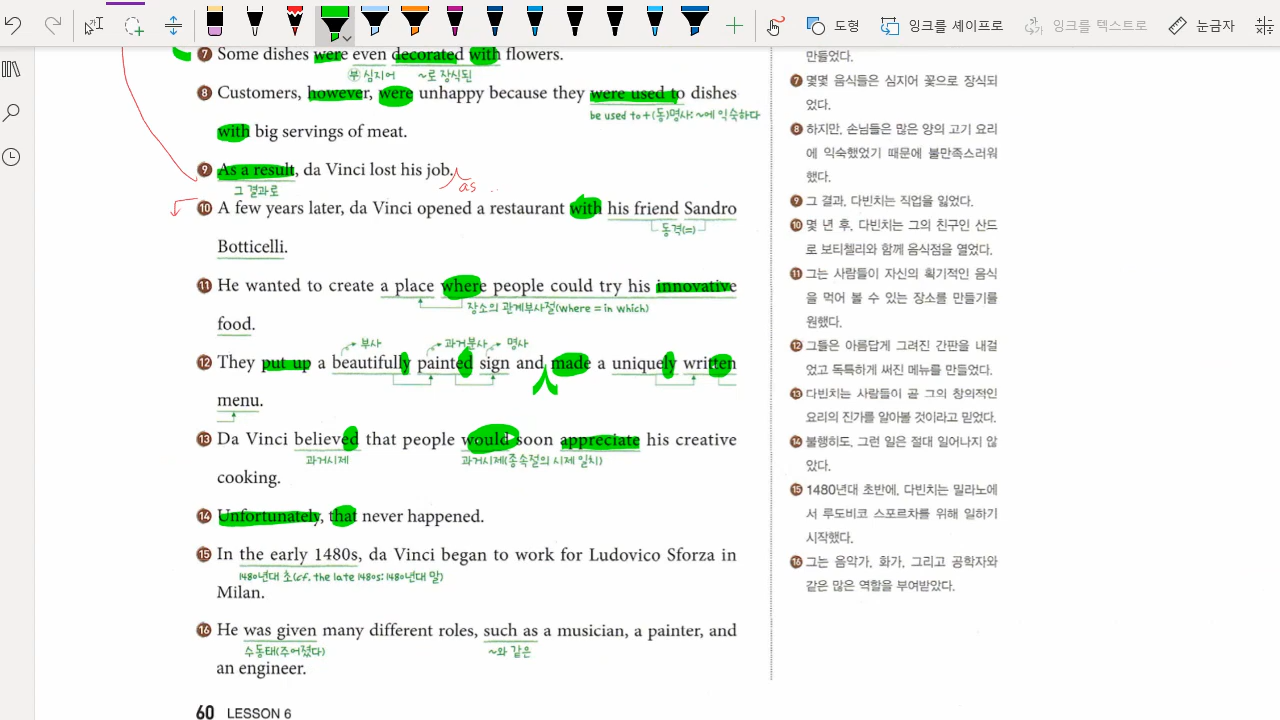 도형
잉크를 셰이프로
잉크를 텍스트로
눈금자
❼ Some dishes were even decorated with flowers.
부 심지어 ~로 장식된
❽ Customers, however, were unhappy because they were used to dishes
be used to+(동)명사: ~에 익숙하다
with big servings of meat.
❾ As a result, da Vinci lost his job.
그 결과로
as
❿ A few years later, da Vinci opened a restaurant with his friend Sandro
동격(=)
Botticelli.
⓫ He wanted to create a place where people could try his innovative
장소의 관계부사절(where = in which)
food.
부사 과거분사 명사
⓬ They put up a beautifully painted sign and made a uniquely written
menu.
⓭ Da Vinci believed that people would soon appreciate his creative
과거시제 과거시제(종속절의 시제 일치)
cooking.
⓮ Unfortunately, that never happened.
⓯ In the early 1480s, da Vinci began to work for Ludovico Sforza in
1480년대 초(cf. the late 1480s: 1480년대 말)
Milan.
⓰ He was given many different roles, such as a musician, a painter, and
수동태(주어졌다) ~와 같은
an engineer.
60 LESSON 6
만들었다.
❼ 몇몇 음식들은 심지어 꽃으로 장식되
었다.
❽ 하지만, 손님들은 많은 양의 고기 요리
에 익숙했었기 때문에 불만족스러워
했다.
❾ 그 결과, 다빈치는 직업을 잃었다.
❿ 몇 년 후, 다빈치는 그의 친구인 산드
로 보티첼리와 함께 음식점을 열었다.
⓫ 그는 사람들이 자신의 획기적인 음식
을 먹어 볼 수 있는 장소를 만들기를
원했다.
⓬ 그들은 아름답게 그려진 간판을 내걸
었고 독특하게 써진 메뉴를 만들었다.
⓭ 다빈치는 사람들이 곧 그의 창의적인
요리의 진가를 알아볼 것이라고 믿었다.
⓮ 불행히도, 그런 일은 절대 일어나지 않
았다.
⓯ 1480년대 초반에, 다빈치는 밀라노에
서 루도비코 스포르차를 위해 일하기
시작했다.
⓰ 그는 음악가, 화가, 그리고 공학자와
같은 많은 역할을 부여받았다.